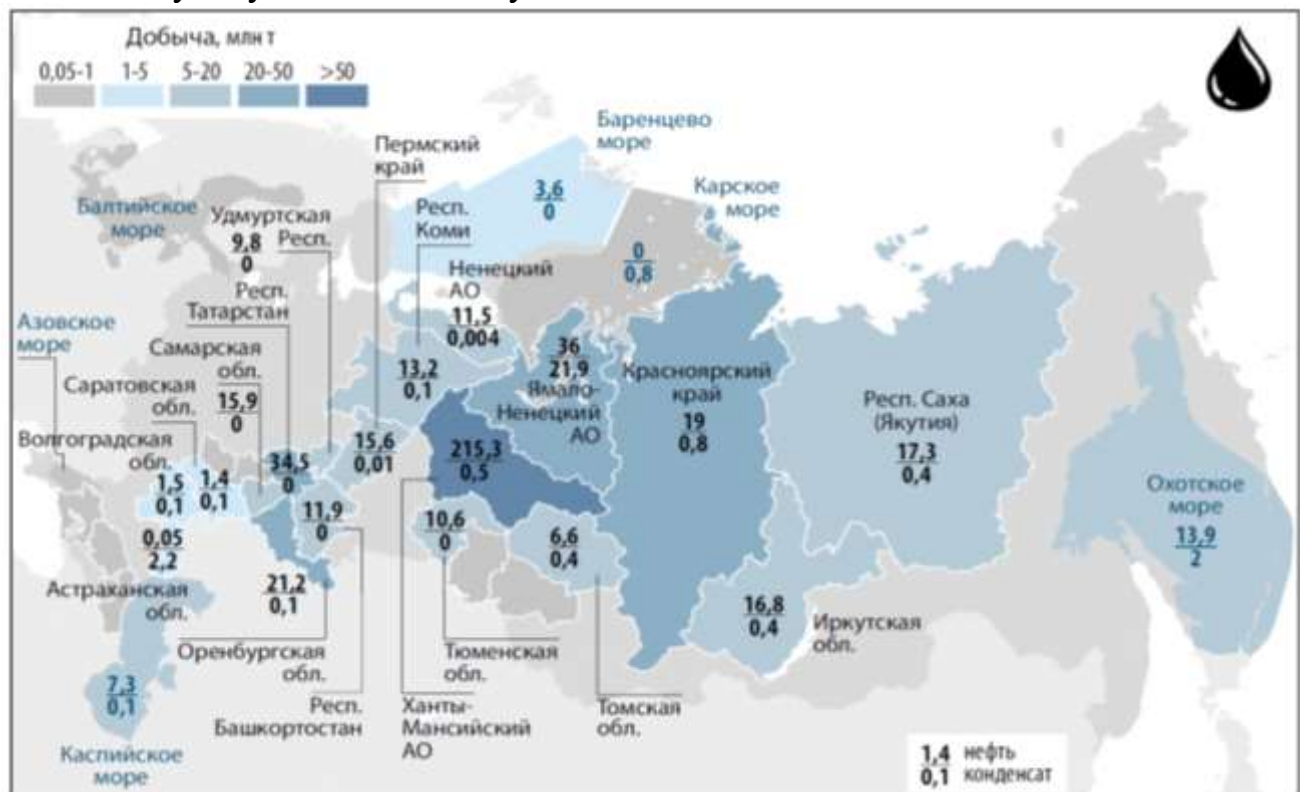 Добыча, млн т
0,05-1 1-5 5-20 20-50 >50
Баренцево
море
3,6
0
Карское
море
0
0,8
Пермский
край
Балтийское
море
Удмуртская
Респ.
9,8
0
Респ.
Коми
13,2
0,1
Ненецкий
АО
11,5
0,004
Респ.
Татарстан
34,5
0
Азовское
море
Самарская
обл.
15,9
0
Саратовская
обл.
1,4
0,1
Волгоградская
обл.
1,5
0,1
15,6
0,01
36
21,9
Ямало-
Ненецкий
АО
Красноярский
край
19
0,8
Респ. Саха
(Якутия)
17,3
0,4
Охотское
море
13,9
2
215,3
0,5
11,9
0
10,6
0
6,6
0,4
0,05
2,2
Астраханская
обл.
21,2
0,1
Оренбургская
обл.
16,8
0,4
Иркутская
обл.
Тюменская
обл.
Респ.
Башкортостан
Ханты-
Мансийский
АО
Томская
обл.
7,3
0,1
Каспийское
море
1,4 нефть
0,1 конденсат